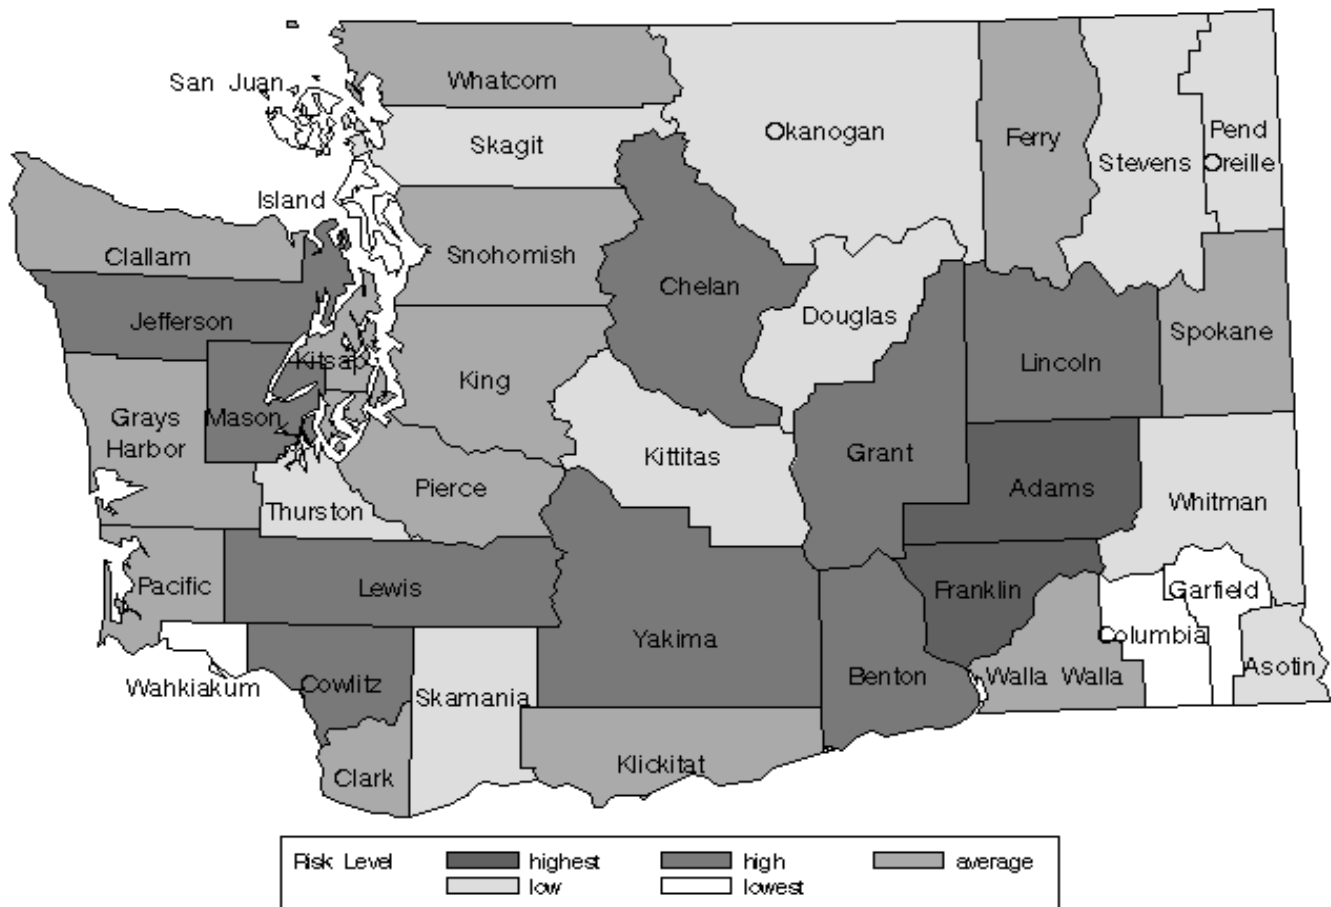 Whatcom
San Juan
Skagit
Okanogan
Ferry
Stevens
Pend
Oreille
Island
Clallam
Snohomish
Chelan
Jefferson
Douglas
Spokane
Kitsap
King
Lincoln
Grays
Harbor
Mason
Kittitas
Grant
Pierce
Adams
Whitman
Thurston
Pacific
Lewis
Franklin
Garfield
Yakima
Columbia
Wahkiakum
Cowlitz
Skamania
Benton
Walla Walla
Asotin
Klickitat
Clark
Risk Level highest high average
low lowest